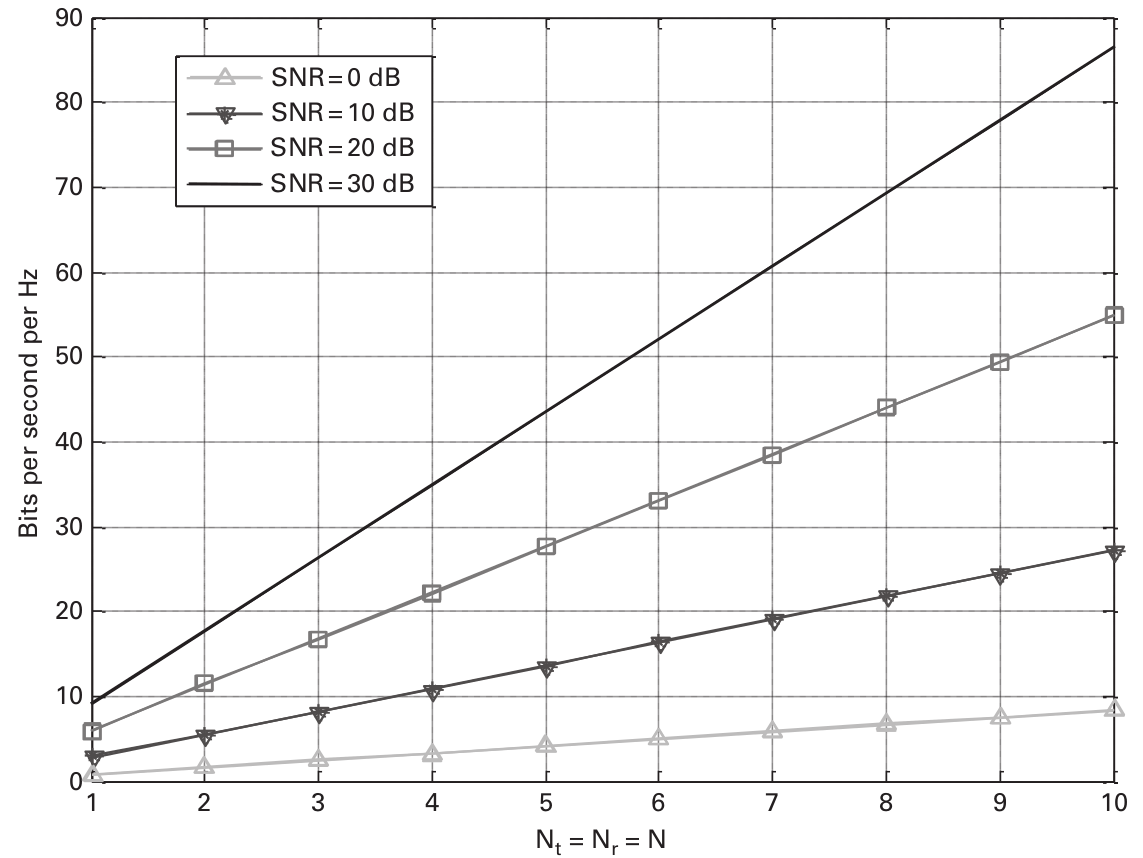 90
80
70
60
50
40
30
20
10
0
Bits per second per Hz
SNR=0 dB
SNR=10 dB
SNR=20 dB
SNR=30 dB
1 2 3 4 5 6 7 8 9 10
Nt = Nr = N